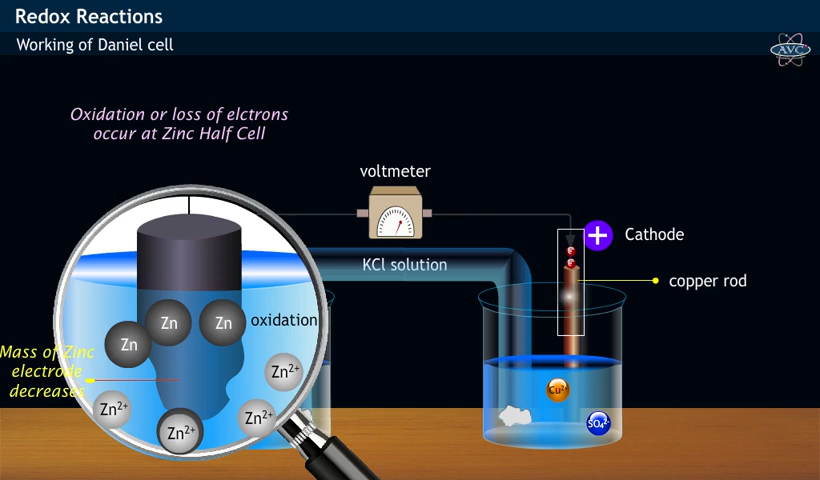 Redox Reactions
Working of Daniel cell
AVC
Oxidation or loss of elctrons
occur at Zinc Half Cell
voltmeter
Cathode
KCl solution
copper rod
Zn
Zn
Zn
oxidation
Mass of Zinc
electrode
decreases
Zn²⁺
Zn²⁺
Zn²⁺
Zn²⁺
Cu²⁺
SO₄²⁻